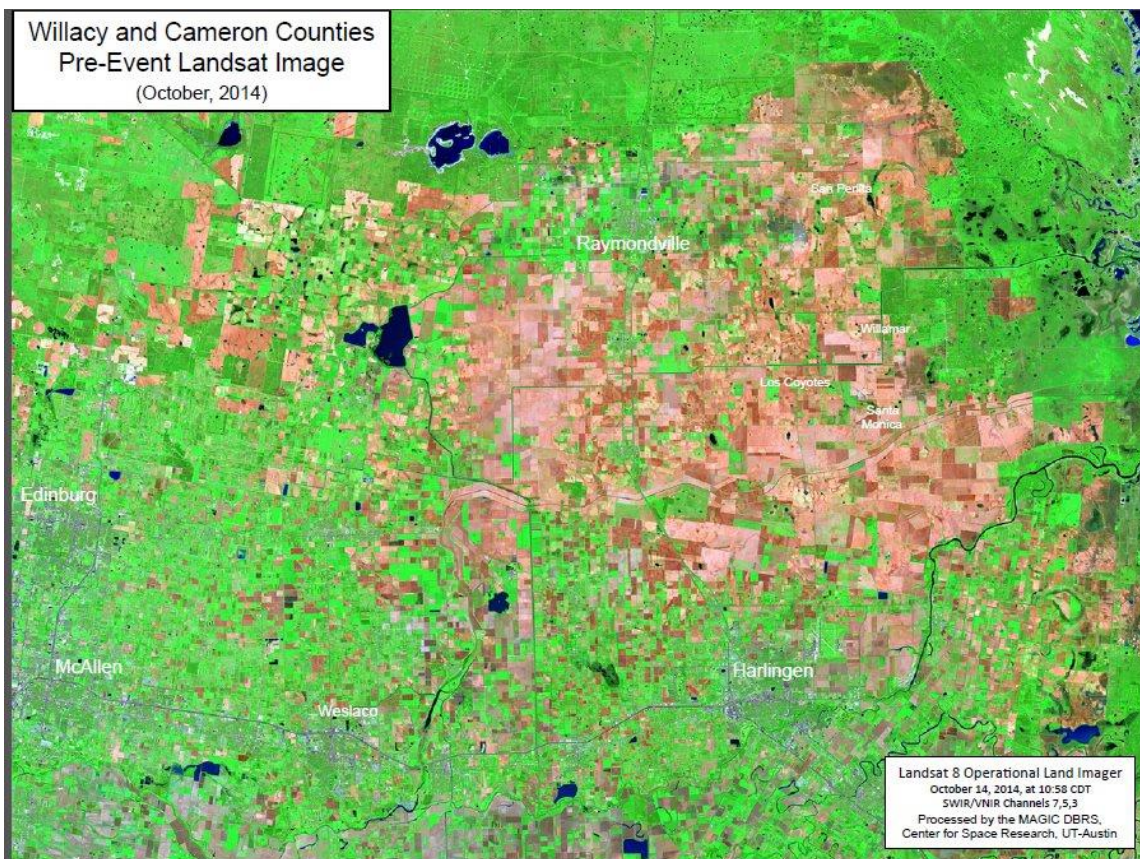 Willacy and Cameron Counties
Pre-Event Landsat Image
(October, 2014)
San Perlita
Raymondville
Willamar
Los Coyotes
Santa
Monica
Edinburg
McAllen
Harlingen
Weslaco
Landsat 8 Operational Land Imager
October 14, 2014, at 10:58 CDT
SWIR/VNIR Channels 7,5,3
Processed by the MAGIC DBRS,
Center for Space Research, UT-Austin